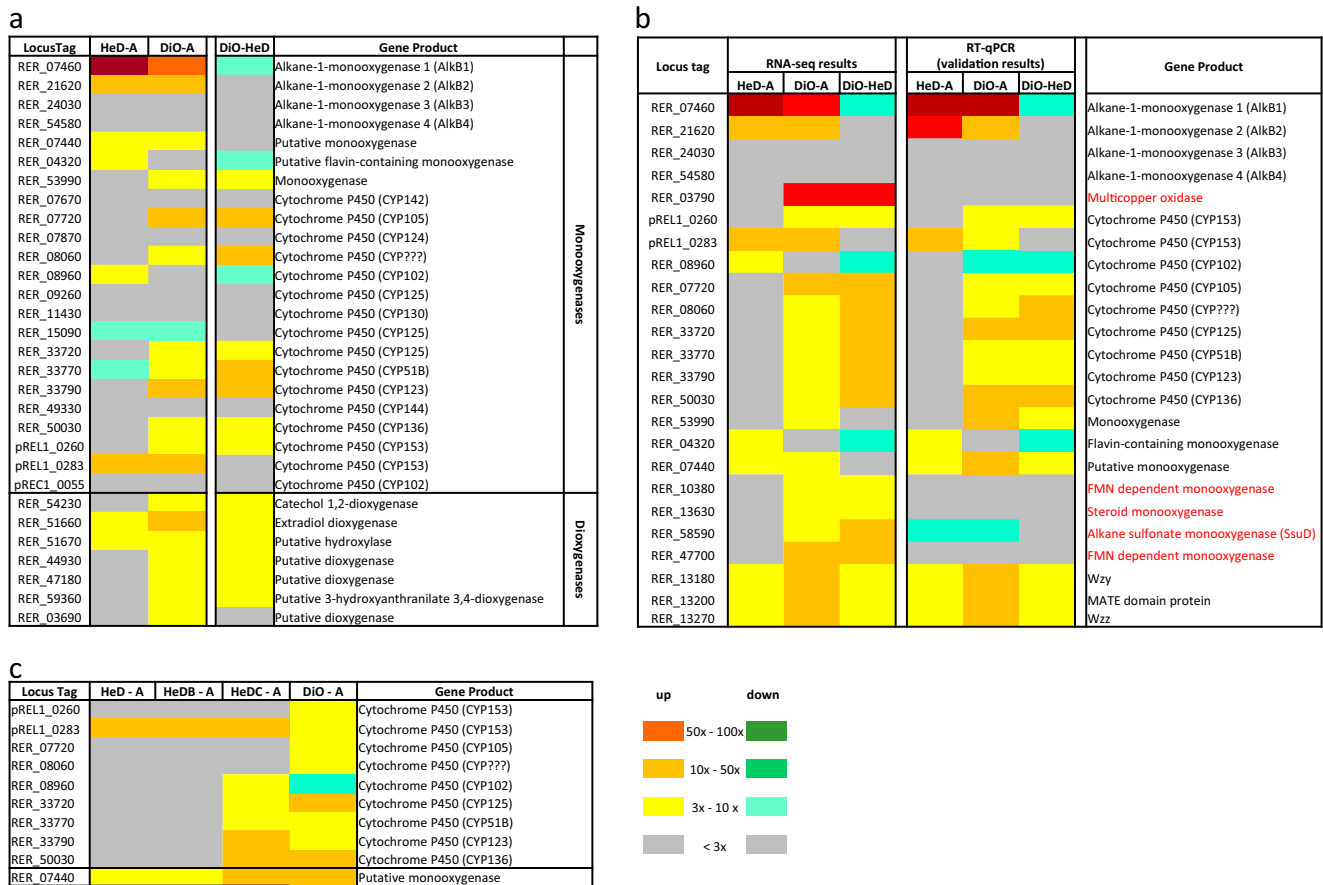 a
LocusTag HeD-A DiO-A DiO-HeD Gene Product
RER_07460 Alkane-1-monooxygenase 1 (AlkB1)
RER_21620 Alkane-1-monooxygenase 2 (AlkB2)
RER_24030 Alkane-1-monooxygenase 3 (AlkB3)
RER_54580 Alkane-1-monooxygenase 4 (AlkB4)
RER_07440 Putative monooxygenase
RER_04320 Putative flavin-containing monooxygenase
RER_53990 Monooxygenase
RER_07670 Cytochrome P450 (CYP142)
RER_07720 Cytochrome P450 (CYP105)
RER_07870 Cytochrome P450 (CYP124)
RER_08060 Cytochrome P450 (CYP???)
RER_08960 Cytochrome P450 (CYP102)
RER_09260 Cytochrome P450 (CYP125)
RER_11430 Cytochrome P450 (CYP130)
RER_15090 Cytochrome P450 (CYP125)
RER_33720 Cytochrome P450 (CYP125)
RER_33770 Cytochrome P450 (CYP51B)
RER_33790 Cytochrome P450 (CYP123)
RER_49330 Cytochrome P450 (CYP144)
RER_50030 Cytochrome P450 (CYP136)
pREL1_0260 Cytochrome P450 (CYP153)
pREL1_0283 Cytochrome P450 (CYP153)
pREC1_0055 Cytochrome P450 (CYP102)
Monooxygenases
RER_54230 Catechol 1,2-dioxygenase
RER_51660 Extradiol dioxygenase
RER_51670 Putative hydroxylase
RER_44930 Putative dioxygenase
RER_47180 Putative dioxygenase
RER_59360 Putative 3-hydroxyanthranilate 3,4-dioxygenase
RER_03690 Putative dioxygenase
Dioxygenases
b
Locus tag RNA-seq results RT-qPCR (validation results) Gene Product
HeD-A DiO-A DiO-HeD HeD-A DiO-A DiO-HeD
RER_07460 Alkane-1-monooxygenase 1 (AlkB1)
RER_21620 Alkane-1-monooxygenase 2 (AlkB2)
RER_24030 Alkane-1-monooxygenase 3 (AlkB3)
RER_54580 Alkane-1-monooxygenase 4 (AlkB4)
RER_03790 Multicopper oxidase
pREL1_0260 Cytochrome P450 (CYP153)
pREL1_0283 Cytochrome P450 (CYP153)
RER_08960 Cytochrome P450 (CYP102)
RER_07720 Cytochrome P450 (CYP105)
RER_08060 Cytochrome P450 (CYP???)
RER_33720 Cytochrome P450 (CYP125)
RER_33770 Cytochrome P450 (CYP51B)
RER_33790 Cytochrome P450 (CYP123)
RER_50030 Cytochrome P450 (CYP136)
RER_53990 Monooxygenase
RER_04320 Flavin-containing monooxygenase
RER_07440 Putative monooxygenase
RER_10380 FMN dependent monooxygenase
RER_13630 Steroid monooxygenase
RER_58590 Alkane sulfonate monooxygenase (SsuD)
RER_47700 FMN dependent monooxygenase
RER_13180 Wzy
RER_13200 MATE domain protein
RER_13270 Wzz
c
Locus Tag HeD - A HeDB - A HeDC - A DiO - A Gene Product
pREL1_0260 Cytochrome P450 (CYP153)
pREL1_0283 Cytochrome P450 (CYP153)
RER_07720 Cytochrome P450 (CYP105)
RER_08060 Cytochrome P450 (CYP???)
RER_08960 Cytochrome P450 (CYP102)
RER_33720 Cytochrome P450 (CYP125)
RER_33770 Cytochrome P450 (CYP51B)
RER_33790 Cytochrome P450 (CYP123)
RER_50030 Cytochrome P450 (CYP136)
RER_07440 Putative monooxygenase
up down
50x - 100x
10x - 50x
3x - 10 x
< 3x